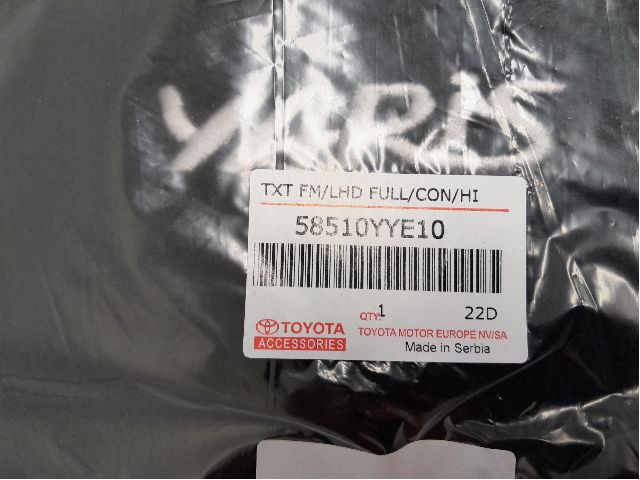 YARIS
TXT FM/LHD FULL/CON/HI
58510YYE10
QTY: 1 22D
TOYOTA
ACCESSORIES
TOYOTA MOTOR EUROPE NV/SA
Made in Serbia